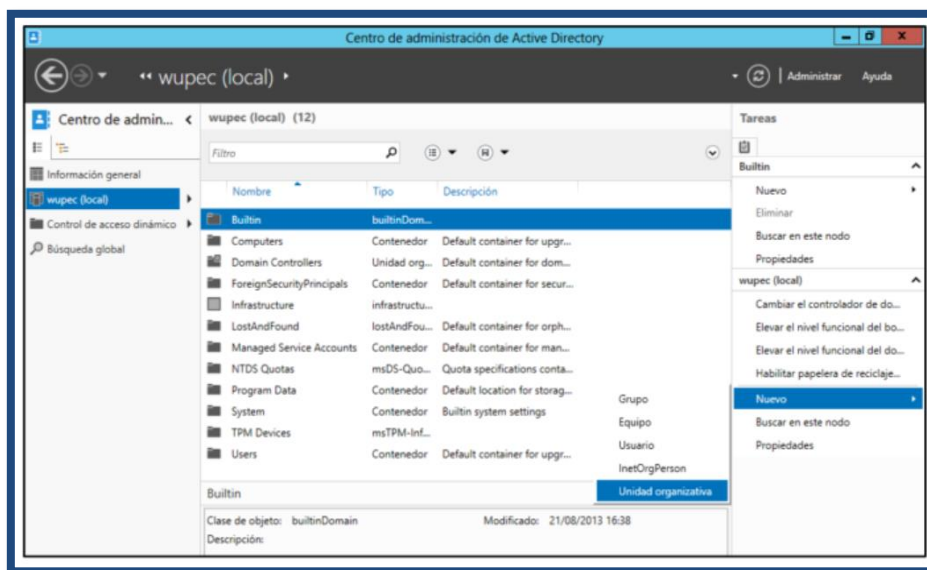 Centro de administración de Active Directory
wupec (local)
Administrar
Ayuda
Centro de admin...
Información general
wupec (local)
Control de acceso dinámico
Búsqueda global
wupec (local) (12)
Filtro
Nombre Tipo Descripción
Builtin builtinDom...
Computers Contenedor Default container for upgr...
Domain Controllers Unidad org... Default container for dom...
ForeignSecurityPrincipals Contenedor Default container for secur...
Infrastructure infrastructu...
LostAndFound lostAndFou... Default container for orph...
Managed Service Accounts Contenedor Default container for man...
NTDS Quotas msDS-Quo... Quota specifications conta...
Program Data Contenedor Default location for storag...
System Contenedor Builtin system settings
TPM Devices msTPM-Inf...
Users Contenedor Default container for upgr...
Grupo
Equipo
Usuario
InetOrgPerson
Unidad organizativa
Builtin
Clase de objeto: builtinDomain Modificado: 21/08/2013 16:38
Descripción:
Tareas
Builtin
Nuevo
Eliminar
Buscar en este nodo
Propiedades
wupec (local)
Cambiar el controlador de do...
Elevar el nivel funcional del bo...
Elevar el nivel funcional del do...
Habilitar papelera de reciclaje...
Nuevo
Buscar en este nodo
Propiedades